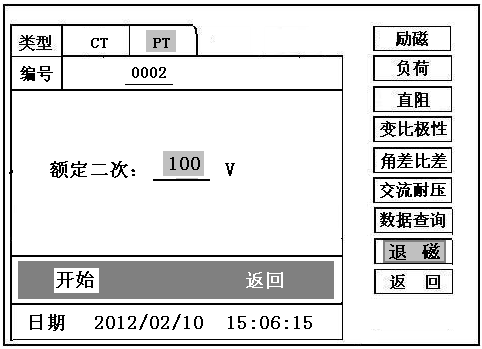 类型 CT PT
编号 0002
额定二次： 100 V
开始 返回
日期 2012/02/10 15:06:15
励磁
负荷
直阻
变比极性
角差比差
交流耐压
数据查询
退 磁
返 回